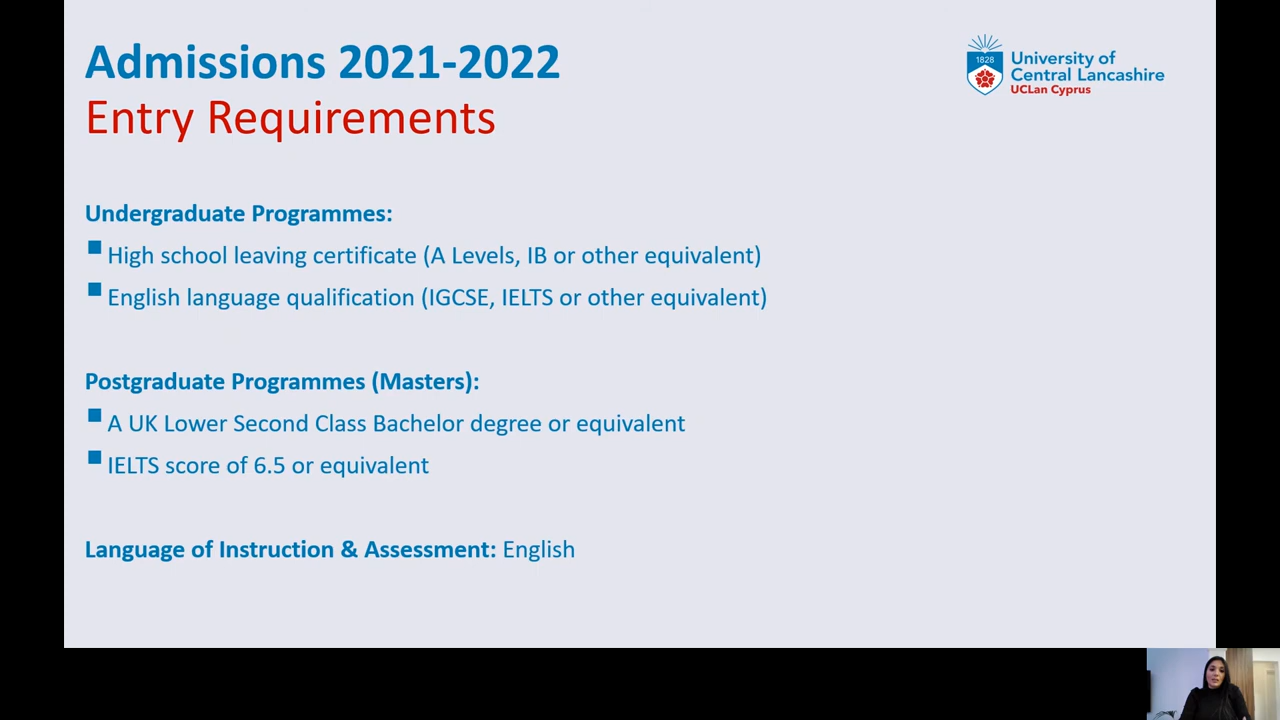 Admissions 2021-2022
Entry Requirements
1828
University of
Central Lancashire
UCLan Cyprus
Undergraduate Programmes:
High school leaving certificate (A Levels, IB or other equivalent)
English language qualification (IGCSE, IELTS or other equivalent)
Postgraduate Programmes (Masters):
A UK Lower Second Class Bachelor degree or equivalent
IELTS score of 6.5 or equivalent
Language of Instruction & Assessment: English